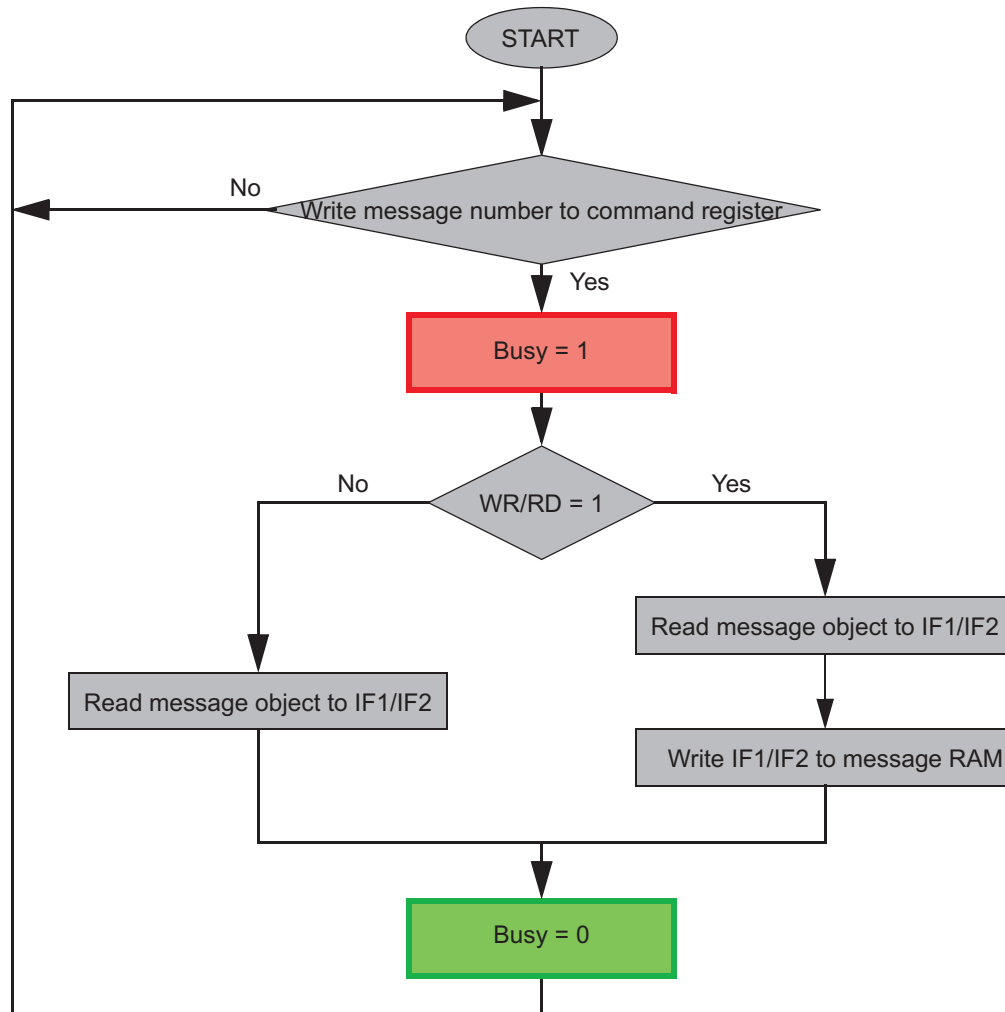 START
No
Write message number to command register
Yes
Busy = 1
No
WR/RD = 1
Yes
Read message object to IF1/IF2
Read message object to IF1/IF2
Write IF1/IF2 to message RAM
Busy = 0